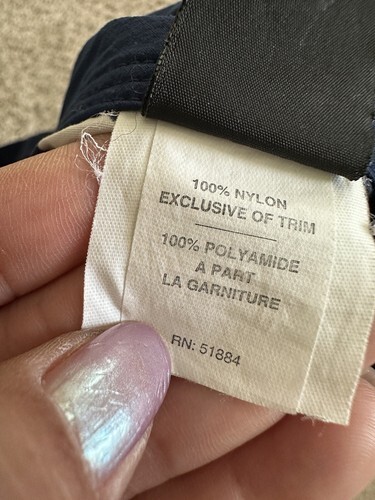 100% NYLON
EXCLUSIVE OF TRIM
100% POLYAMIDE
A PART
LA GARNITURE
RN: 51884